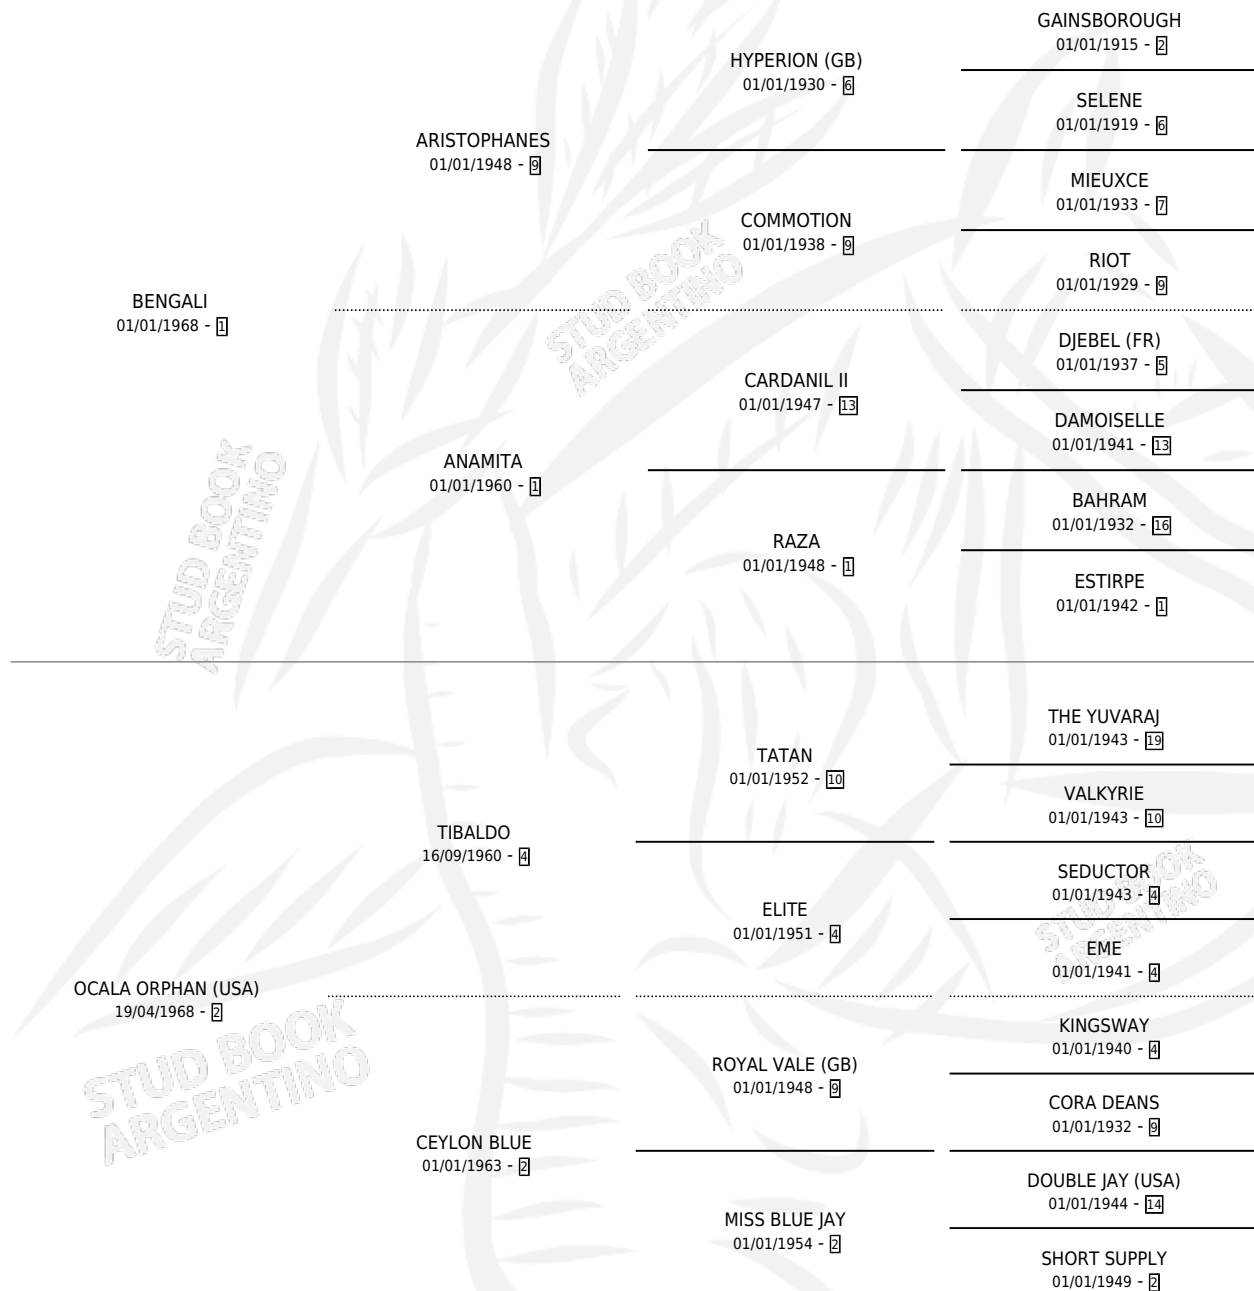 GAINSBOROUGH
01/01/1915 - 2
HYPERION (GB)
01/01/1930 - 6
SELENE
01/01/1919 - 6
ARISTOPHANES
01/01/1948 - 9
MIEUXCE
01/01/1933 - 7
COMMOTION
01/01/1938 - 9
RIOT
01/01/1929 - 9
BENGALI
01/01/1968 - 1
DJEBEL (FR)
01/01/1937 - 5
CARDANIL II
01/01/1947 - 13
DAMOISELLE
01/01/1941 - 13
ANAMITA
01/01/1960 - 1
BAHRAM
01/01/1932 - 16
RAZA
01/01/1948 - 1
ESTIRPE
01/01/1942 - 1
THE YUVARAJ
01/01/1943 - 19
TATAN
01/01/1952 - 10
VALKYRIE
01/01/1943 - 10
TIBALDO
16/09/1960 - 4
SEDUCTOR
01/01/1943 - 4
ELITE
01/01/1951 - 4
EME
01/01/1941 - 4
OCALA ORPHAN (USA)
19/04/1968 - 2
KINGSWAY
01/01/1940 - 4
ROYAL VALE (GB)
01/01/1948 - 9
CORA DEANS
01/01/1932 - 9
CEYLON BLUE
01/01/1963 - 2
DOUBLE JAY (USA)
01/01/1944 - 14
MISS BLUE JAY
01/01/1954 - 2
SHORT SUPPLY
01/01/1949 - 2
STUD BOOK
ARGENTINO
STUD BOOK
ARGENTINO
STUD BOOK
ARGENTINO
STUD BOOK
ARGENTINO